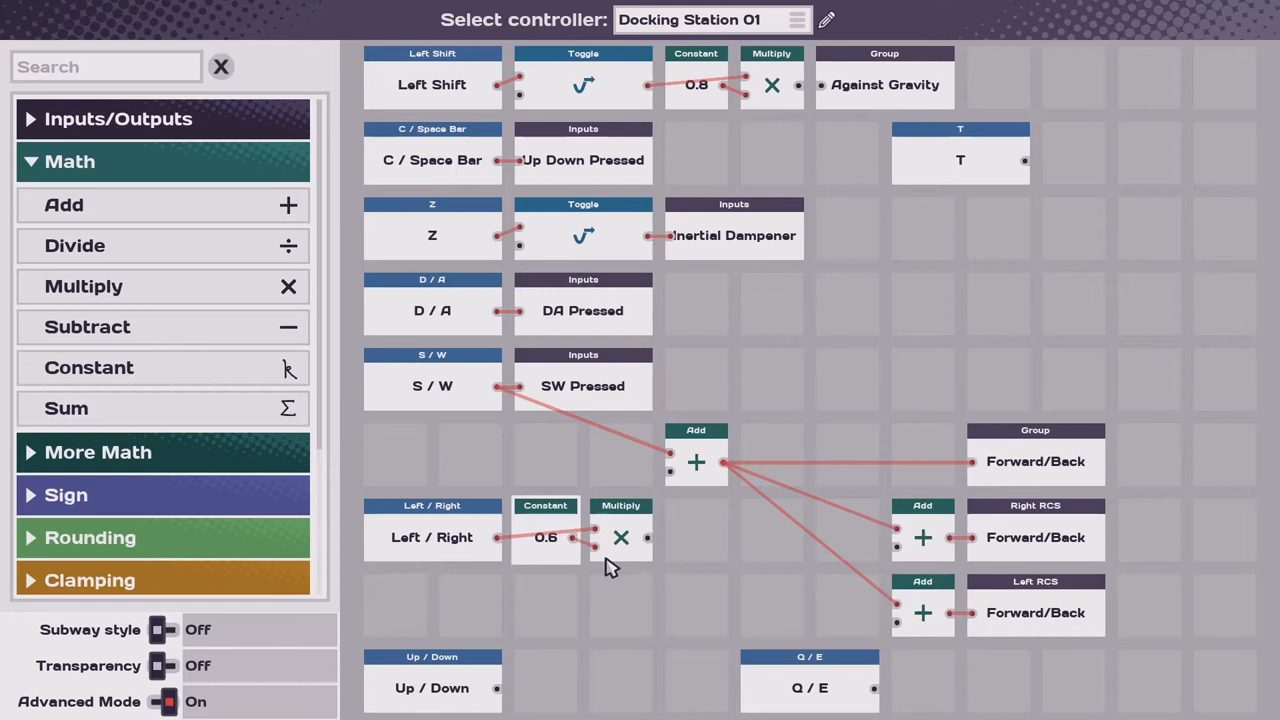 Select controller: Docking Station 01
Search
Inputs/Outputs
Math
Add
Divide
Multiply
Subtract
Constant
Sum
More Math
Sign
Rounding
Clamping
Subway style Off
Transparency Off
Advanced Mode On
Left Shift Toggle Constant Multiply Group
Left Shift 0.8 Against Gravity
C / Space Bar Inputs T
C / Space Bar Up Down Pressed T
Z Toggle Inputs
Z Inertial Dampener
D / A Inputs
D / A DA Pressed
S / W Inputs
S / W SW Pressed
Add Group
Forward/Back
Left / Right Constant Multiply Add Right RCS
Left / Right 0.6 Forward/Back
Add Left RCS
Forward/Back
Up / Down Q / E
Up / Down Q / E